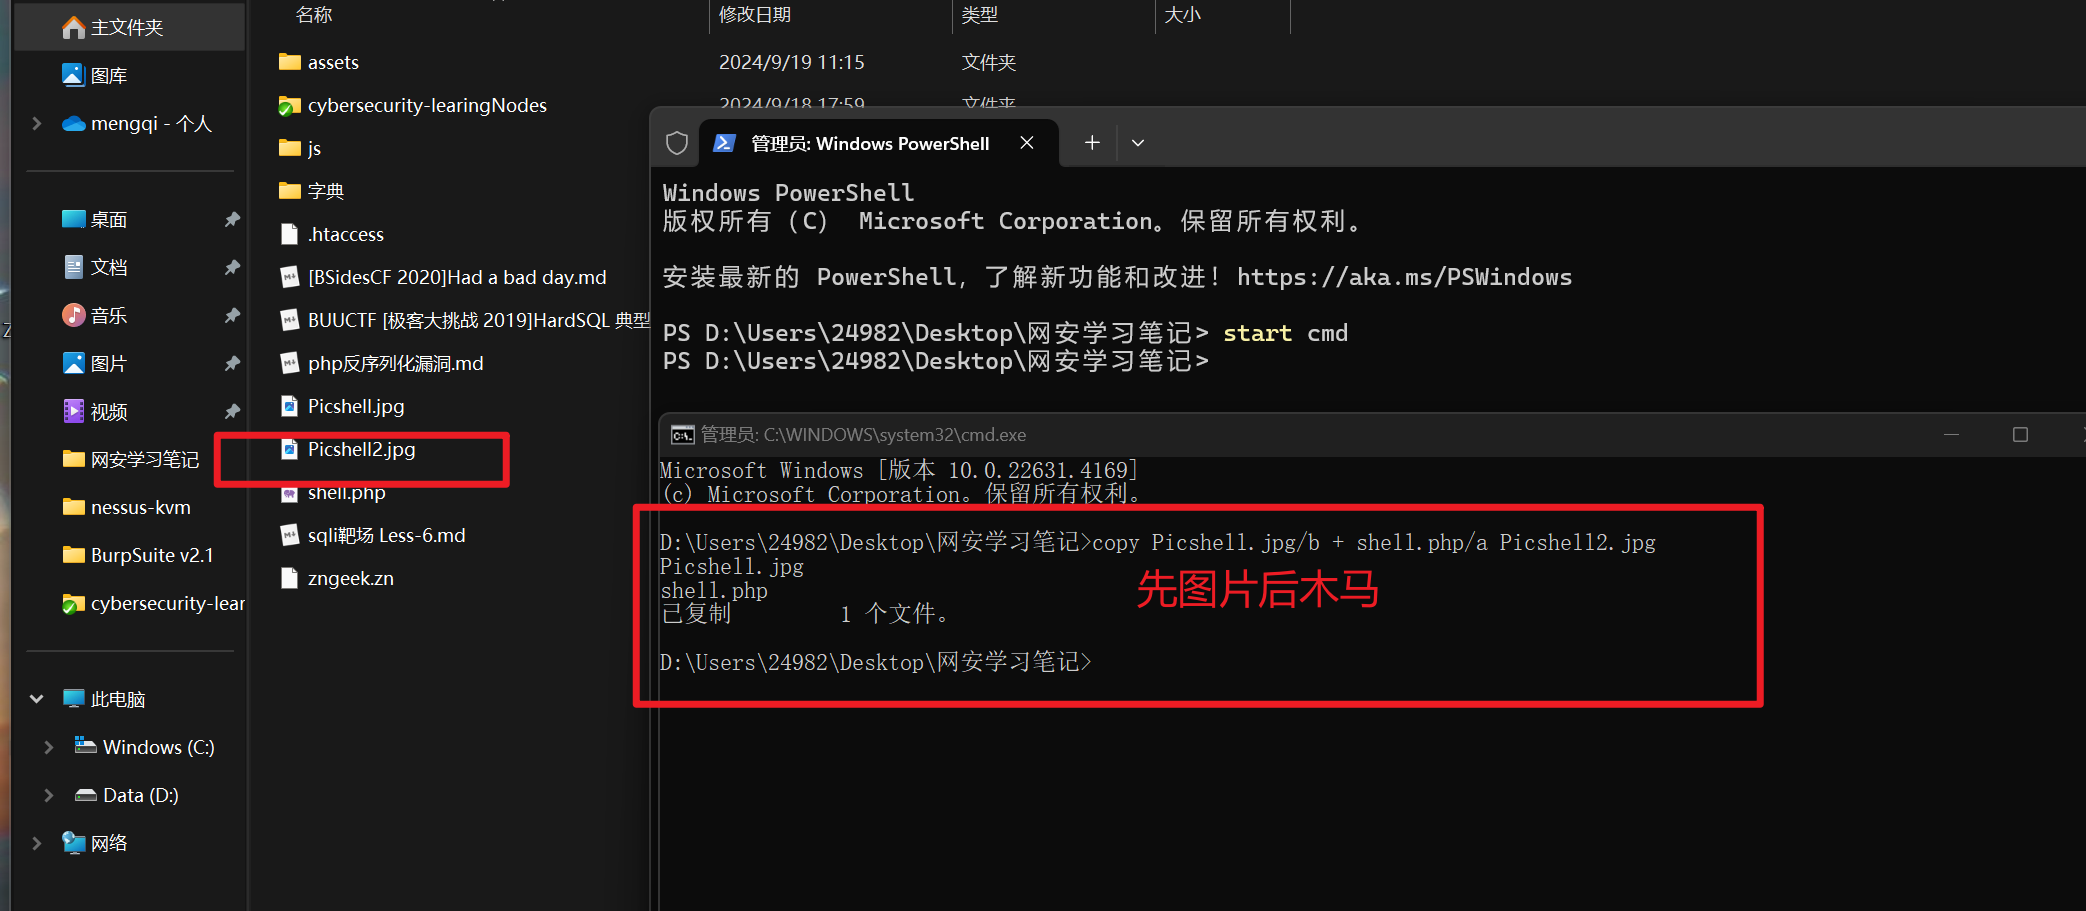 主文件夹
图库
mengqi - 个人
桌面
文档
音乐
图片
视频
网安学习笔记
nessus-kvm
BurpSuite v2.1
cybersecurity-lear
此电脑
Windows (C:)
Data (D:)
网络
名称 修改日期 类型 大小
assets 2024/9/19 11:15 文件夹
cybersecurity-learingNodes 2024/9/18 17:59 文件夹
js
字典
.htaccess
[BSidesCF 2020]Had a bad day.md
BUUCTF [极客大挑战 2019]HardSQL 典型
php反序列化漏洞.md
Picshell.jpg
Picshell2.jpg
shell.php
sqli靶场 Less-6.md
zngeek.zn
管理员: Windows PowerShell
Windows PowerShell
版权所有 (C) Microsoft Corporation。保留所有权利。
安装最新的 PowerShell，了解新功能和改进！https://aka.ms/PSWindows
PS D:\Users\24982\Desktop\网安学习笔记> start cmd
PS D:\Users\24982\Desktop\网安学习笔记>
管理员: C:\WINDOWS\system32\cmd.exe
Microsoft Windows [版本 10.0.22631.4169]
(c) Microsoft Corporation。保留所有权利。
D:\Users\24982\Desktop\网安学习笔记>copy Picshell.jpg/b + shell.php/a Picshell2.jpg
Picshell.jpg
shell.php
已复制         1 个文件。
先图片后木马
D:\Users\24982\Desktop\网安学习笔记>